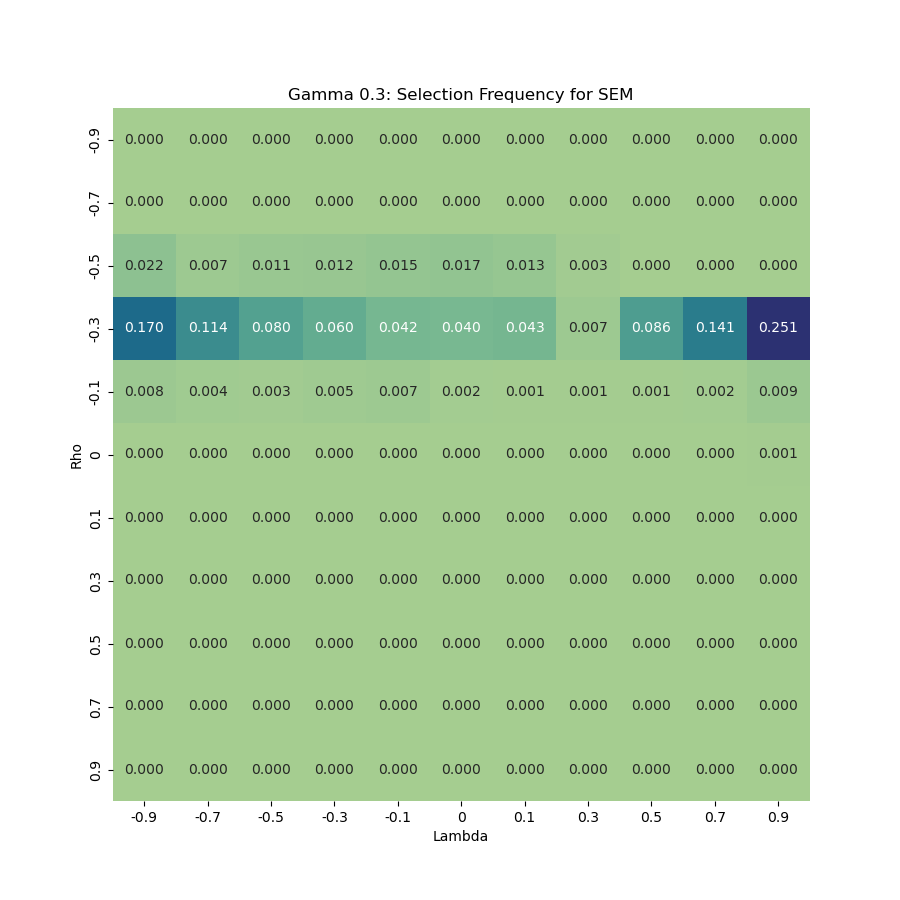 Gamma 0.3: Selection Frequency for SEM
-0.9 0.000 0.000 0.000 0.000 0.000 0.000 0.000 0.000 0.000 0.000 0.000
-0.7 0.000 0.000 0.000 0.000 0.000 0.000 0.000 0.000 0.000 0.000 0.000
-0.5 0.022 0.007 0.011 0.012 0.015 0.017 0.013 0.003 0.000 0.000 0.000
-0.3 0.170 0.114 0.080 0.060 0.042 0.040 0.043 0.007 0.086 0.141 0.251
-0.1 0.008 0.004 0.003 0.005 0.007 0.002 0.001 0.001 0.001 0.002 0.009
Rho
0 0.000 0.000 0.000 0.000 0.000 0.000 0.000 0.000 0.000 0.000 0.001
0.1 0.000 0.000 0.000 0.000 0.000 0.000 0.000 0.000 0.000 0.000 0.000
0.3 0.000 0.000 0.000 0.000 0.000 0.000 0.000 0.000 0.000 0.000 0.000
0.5 0.000 0.000 0.000 0.000 0.000 0.000 0.000 0.000 0.000 0.000 0.000
0.7 0.000 0.000 0.000 0.000 0.000 0.000 0.000 0.000 0.000 0.000 0.000
0.9 0.000 0.000 0.000 0.000 0.000 0.000 0.000 0.000 0.000 0.000 0.000
-0.9 -0.7 -0.5 -0.3 -0.1 0 0.1 0.3 0.5 0.7 0.9
Lambda